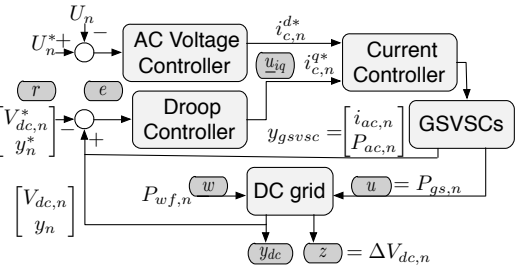 U_n
U_n^* + −
AC Voltage Controller
i_{c,n}^{d*}
u_{iq} i_{c,n}^{q*}
Current Controller
r e
[V_{dc,n}^* y_n^*] − +
Droop Controller
y_{gsvsc} = [i_{ac,n} P_{ac,n}]
GSVSCs
[V_{dc,n} y_n]
P_{wf,n} w
DC grid
u = P_{gs,n}
y_{dc} z = ΔV_{dc,n}